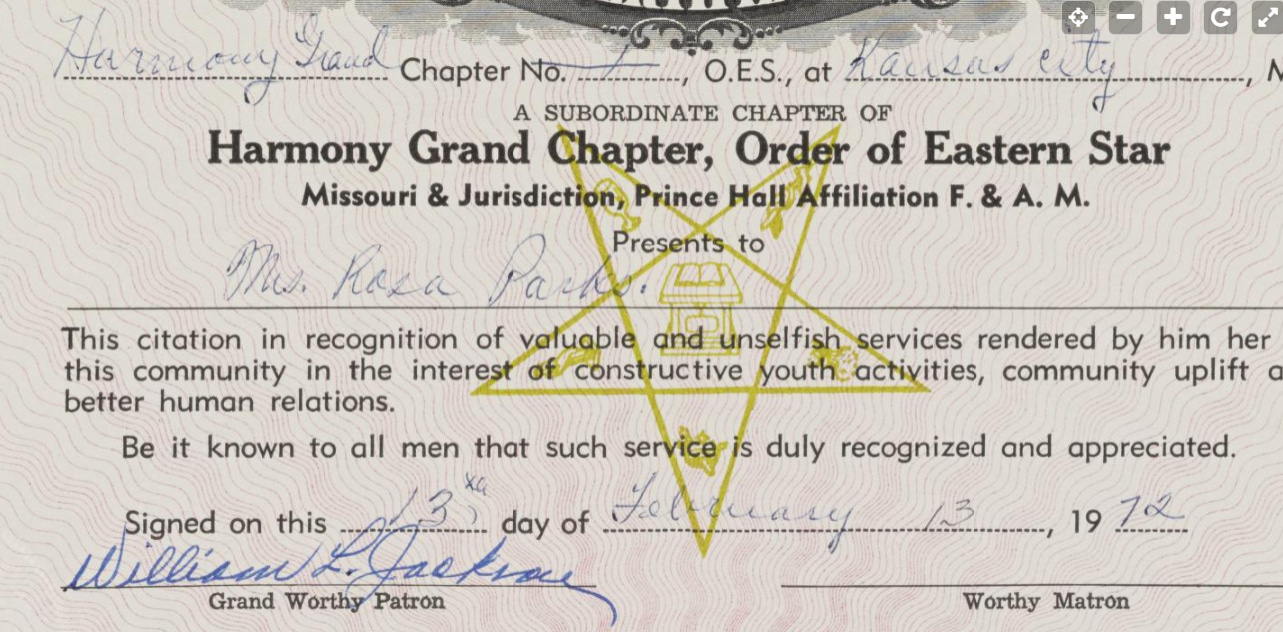 Harmony Grand Chapter No. 1, O.E.S., at Kansas City, M
A SUBORDINATE CHAPTER OF
Harmony Grand Chapter, Order of Eastern Star
Missouri & Jurisdiction, Prince Hall Affiliation F. & A. M.
Presents to
Mrs. Rosa Parks.
This citation in recognition of valuable and unselfish services rendered by him her
this community in the interest of constructive youth activities, community uplift a
better human relations.
Be it known to all men that such service is duly recognized and appreciated.
Signed on this 13 day of February 13, 1972
William L. Jackson
Grand Worthy Patron Worthy Matron